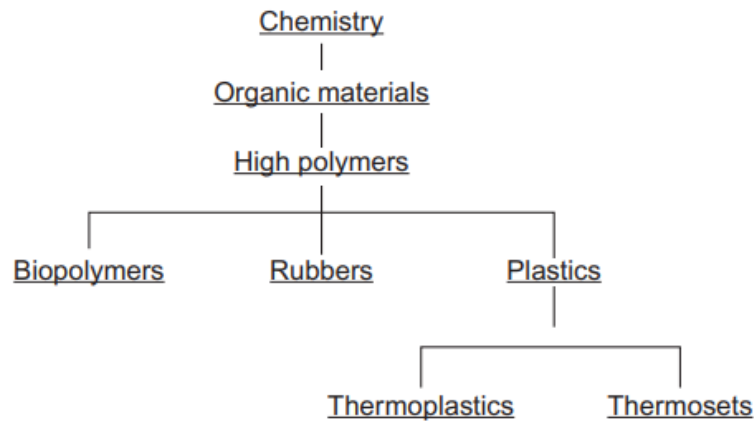 Chemistry
Organic materials
High polymers
Biopolymers Rubbers Plastics
Thermoplastics Thermosets